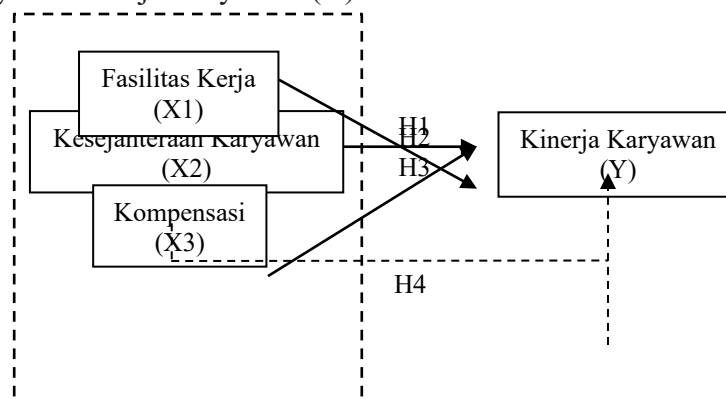 Fasilitas Kerja
(X1)
Kesejahteraan Karyawan
(X2)
Kompensasi
(X3)
H1
H2
H3
H4
Kinerja Karyawan
(Y)